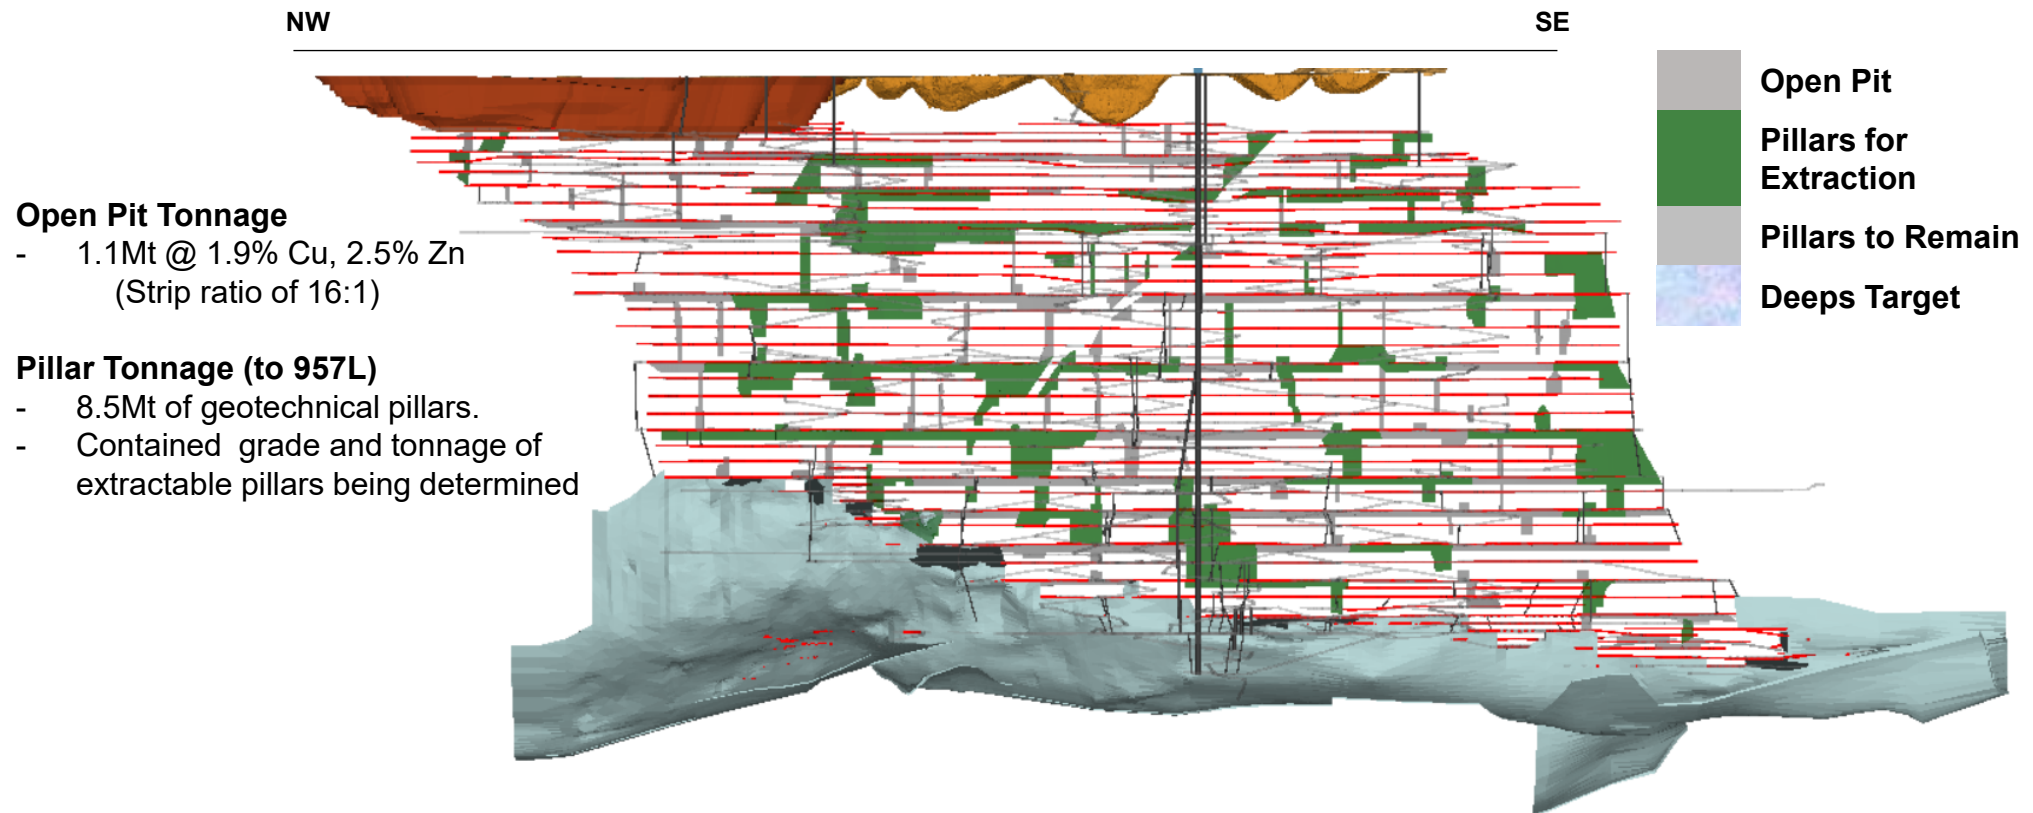 NW
SE
Open Pit
Pillars for
Extraction
Pillars to Remain
Deeps Target
Open Pit Tonnage
- 1.1Mt @ 1.9% Cu, 2.5% Zn
(Strip ratio of 16:1)
Pillar Tonnage (to 957L)
- 8.5Mt of geotechnical pillars.
- Contained grade and tonnage of
extractable pillars being determined